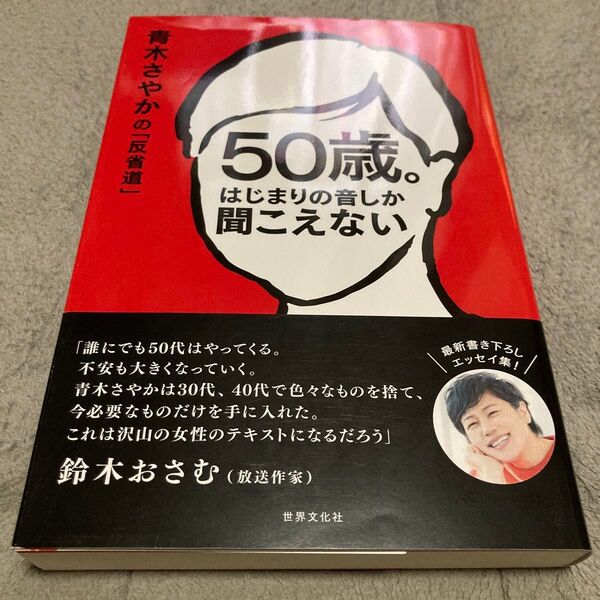 青木さやかの「反省道」
50歳。
はじまりの音しか
聞こえない
「誰にでも50代はやってくる。
不安も大きくなっていく。
青木さやかは30代、40代で色々なものを捨て、
今必要なものだけを手に入れた。
これは沢山の女性のテキストになるだろう」
鈴木おさむ(放送作家)
最新書き下ろし
エッセイ集!
世界文化社